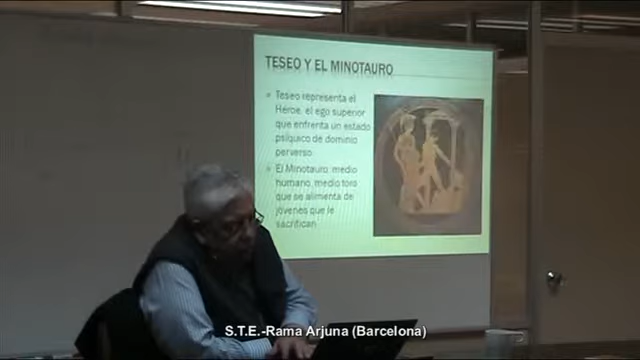 TESEO Y EL MINOTAURO
Teseo representa el
Héroe, el ego superior
que enfrenta un estado
psíquico de dominio
perverso.
El Minotauro, medio
humano, medio toro
que se alimenta de
jóvenes que le
sacrifican
S.T.E.-Rama Arjuna (Barcelona)